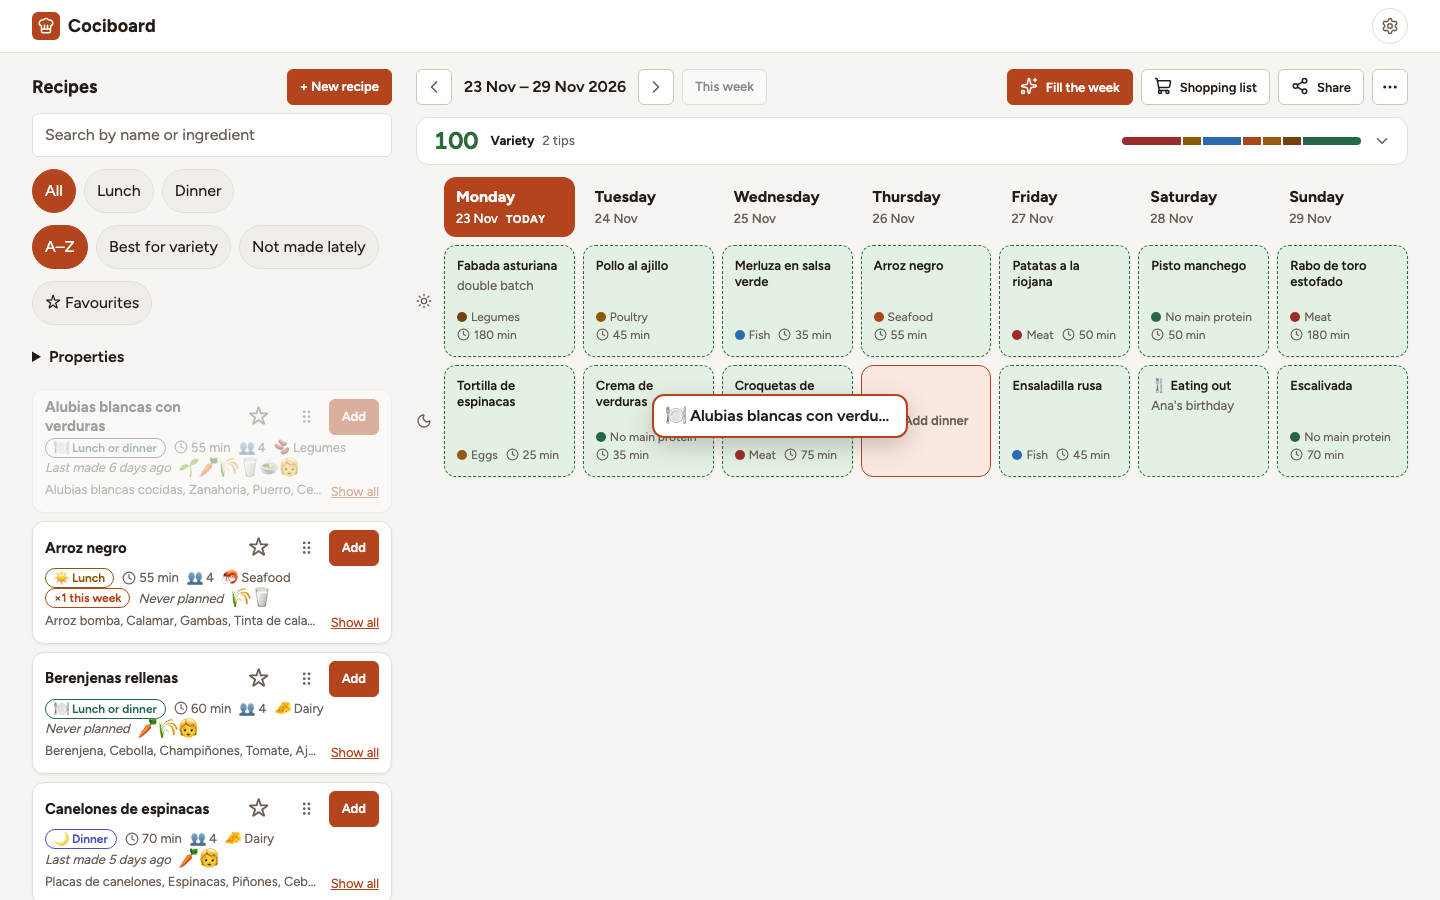 Cociboard
Recipes
+ New recipe
Search by name or ingredient
All
Lunch
Dinner
A–Z
Best for variety
Not made lately
Favourites
Properties
Alubias blancas con
verduras
Add
Lunch or dinner
55 min
4
Legumes
Last made 6 days ago
Alubias blancas cocidas, Zanahoria, Puerro, Ce...
Show all
Arroz negro
Add
Lunch
55 min
4
Seafood
×1 this week
Never planned
Arroz bomba, Calamar, Gambas, Tinta de cala...
Show all
Berenjenas rellenas
Add
Lunch or dinner
60 min
4
Dairy
Never planned
Berenjena, Cebolla, Champiñones, Tomate, Aj...
Show all
Canelones de espinacas
Add
Dinner
70 min
4
Dairy
Last made 5 days ago
Placas de canelones, Espinacas, Piñones, Ceb...
Show all
23 Nov – 29 Nov 2026
This week
Fill the week
Shopping list
Share
100
Variety
2 tips
Monday
23 Nov TODAY
Tuesday
24 Nov
Wednesday
25 Nov
Thursday
26 Nov
Friday
27 Nov
Saturday
28 Nov
Sunday
29 Nov
Fabada asturiana
double batch
Legumes
180 min
Pollo al ajillo
Poultry
45 min
Merluza en salsa
verde
Fish
35 min
Arroz negro
Seafood
55 min
Patatas a la
riojana
Meat
50 min
Pisto manchego
No main protein
50 min
Rabo de toro
estofado
Meat
180 min
Tortilla de
espinacas
Eggs
25 min
Crema de
verduras
No main protein
35 min
Croquetas de
Meat
75 min
Alubias blancas con verdu...
Add dinner
Ensaladilla rusa
Fish
45 min
Eating out
Ana's birthday
Escalivada
No main protein
70 min